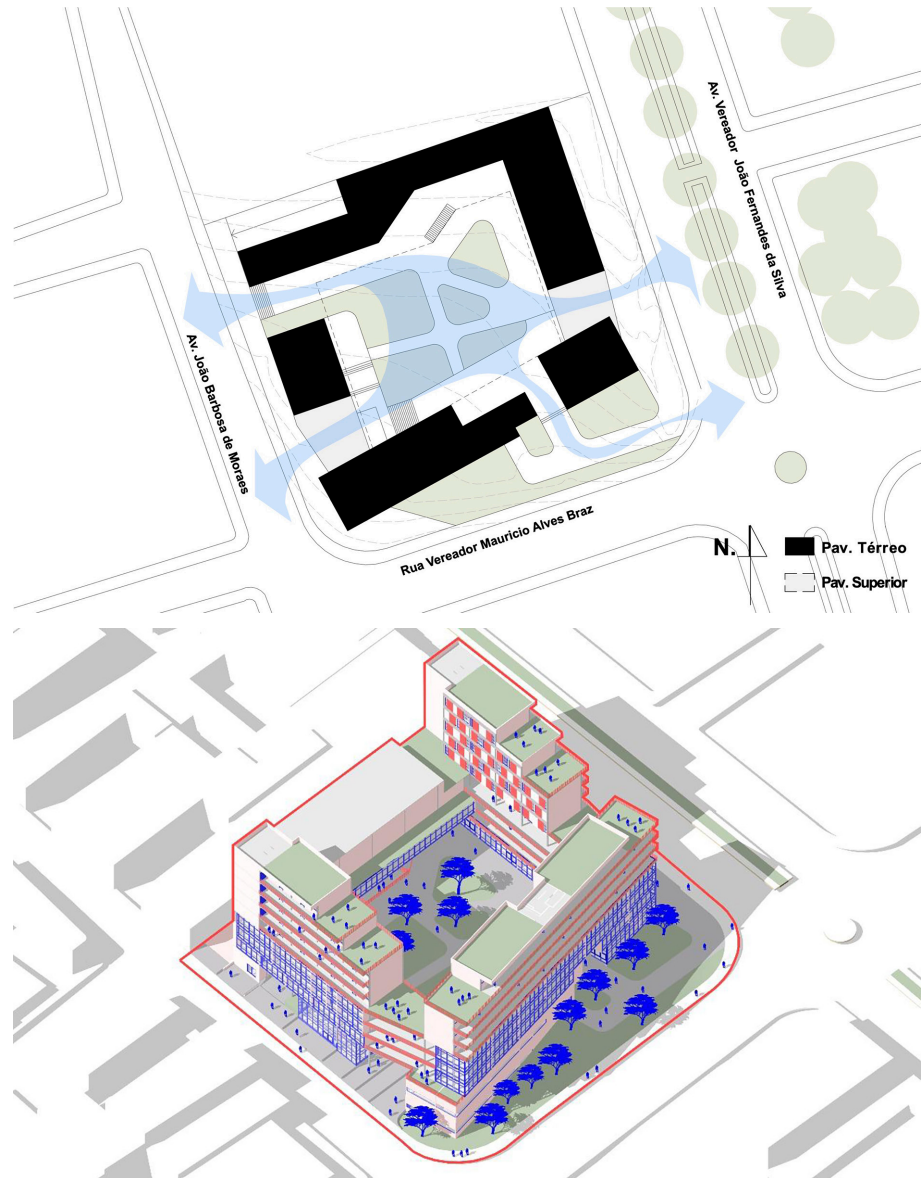 Av. Vereador João Fernandes da Silva
Av. João Barbosa de Moraes
Rua Vereador Mauricio Alves Braz
N.
Pav. Térreo
Pav. Superior